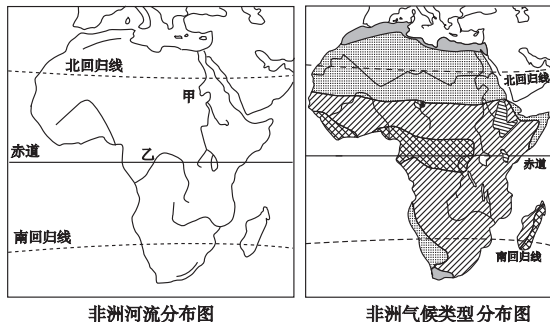 北回归线
甲
乙
赤道
南回归线
非洲河流分布图
北回归线
赤道
南回归线
非洲气候类型分布图